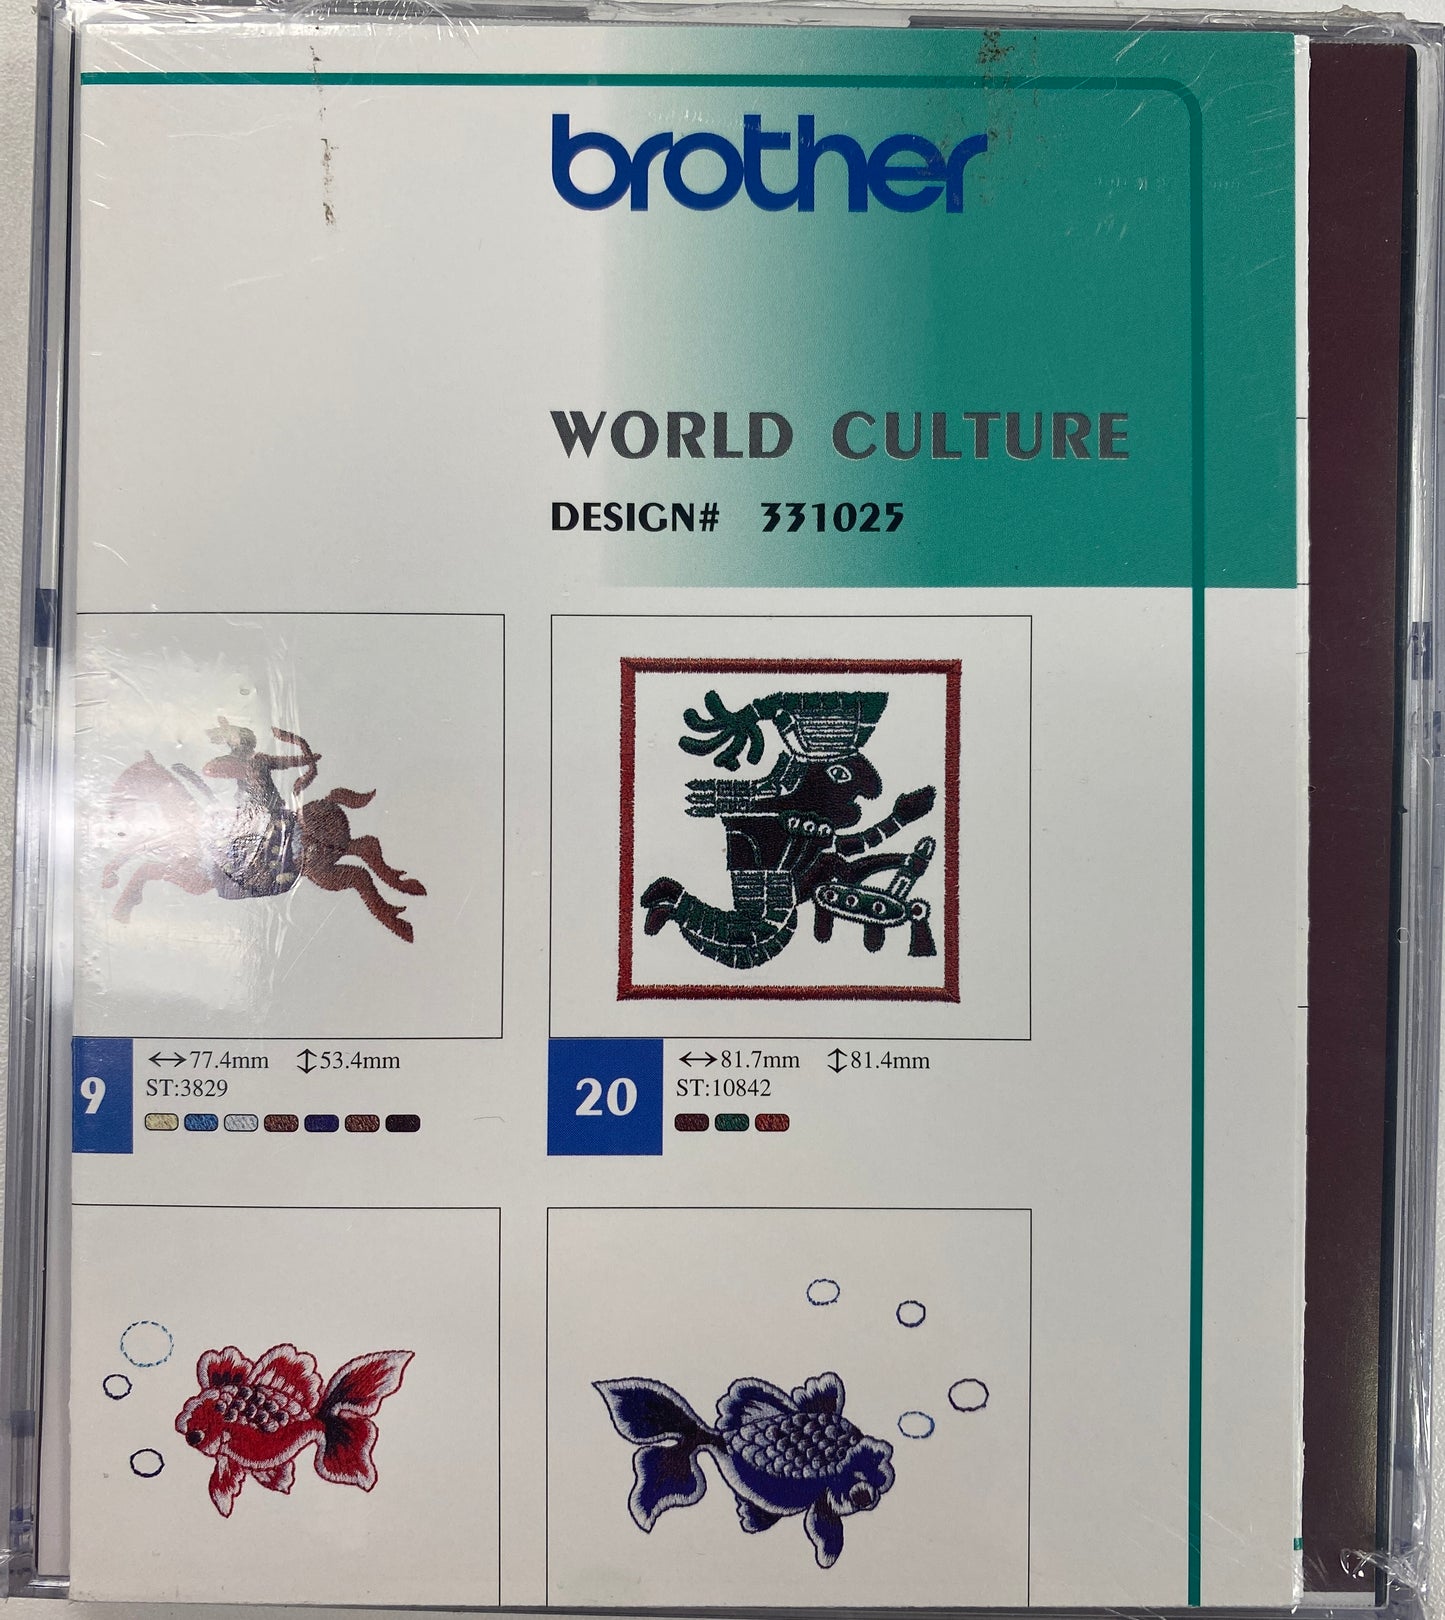 brother
WORLD CULTURE
DESIGN# 331025
9
↔77.4mm ↕53.4mm
ST:3829
20
↔81.7mm ↕81.4mm
ST:10842